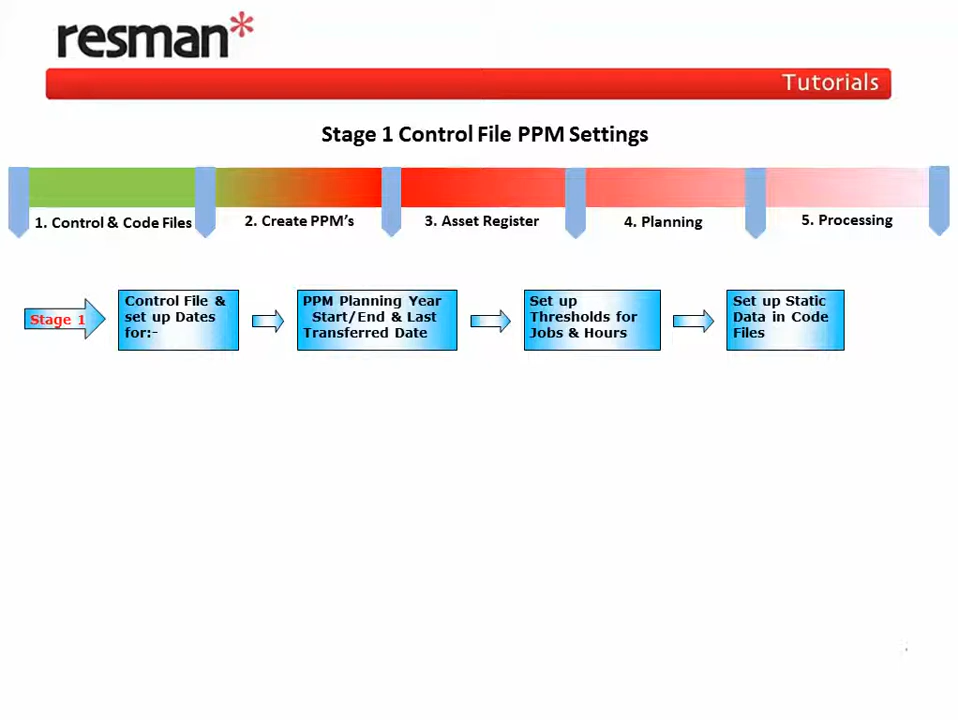 resman*
Tutorials
Stage 1 Control File PPM Settings
1. Control & Code Files
2. Create PPM's
3. Asset Register
4. Planning
5. Processing
Stage 1
Control File &
set up Dates
for:-
PPM Planning Year
Start/End & Last
Transferred Date
Set up
Thresholds for
Jobs & Hours
Set up Static
Data in Code
Files